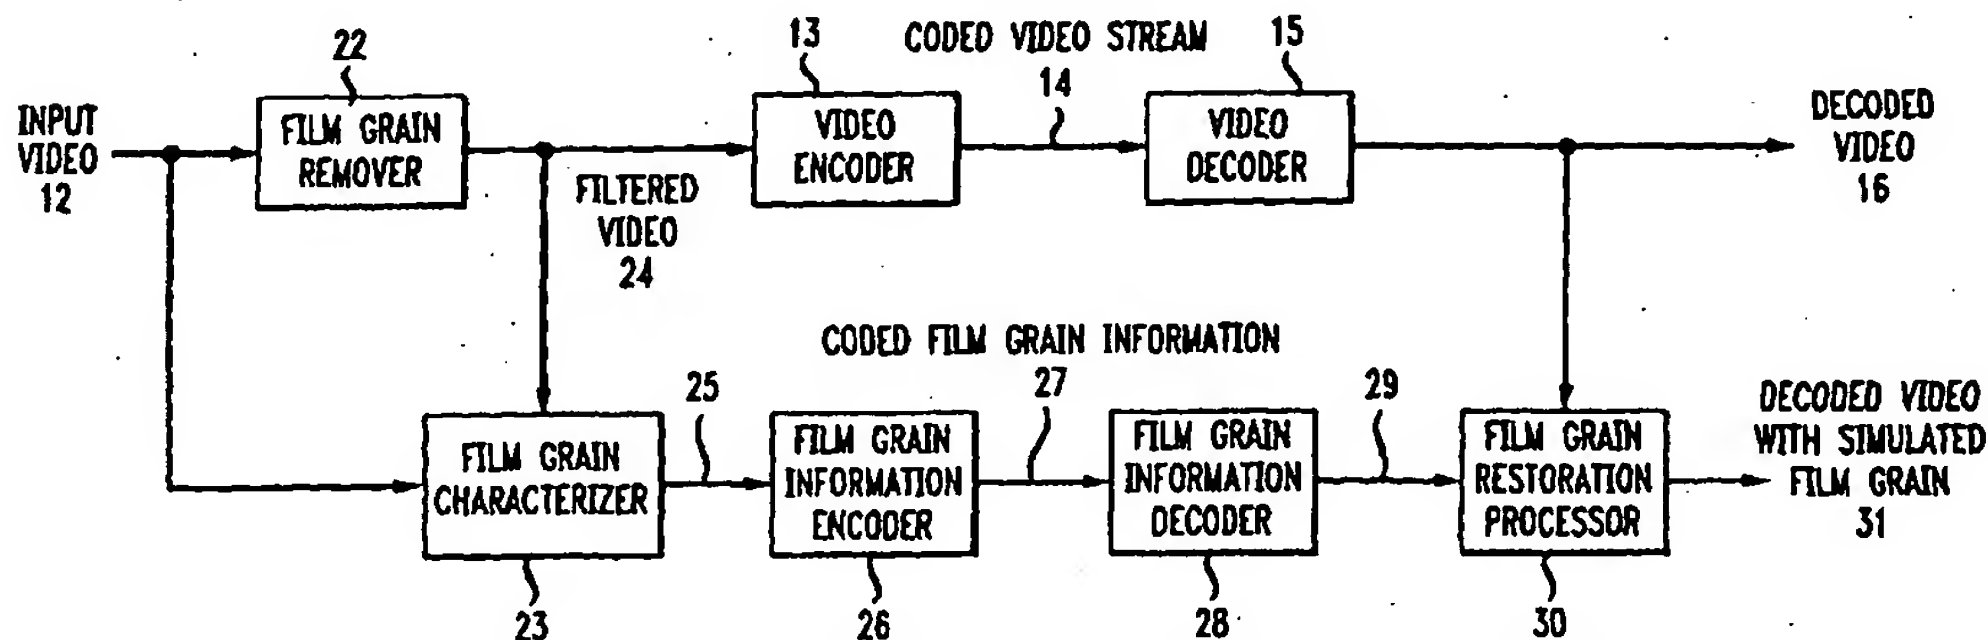 22
13
CODED VIDEO STREAM
14
15
INPUT
VIDEO
12
FILM GRAIN
REMOVER
VIDEO
ENCODER
VIDEO
DECODER
DECODED
VIDEO
16
FILTERED
VIDEO
24
CODED FILM GRAIN INFORMATION
25
27
29
FILM GRAIN
CHARACTERIZER
FILM GRAIN
INFORMATION
ENCODER
FILM GRAIN
INFORMATION
DECODER
FILM GRAIN
RESTORATION
PROCESSOR
DECODED VIDEO
WITH SIMULATED
FILM GRAIN
31
23
26
28
30